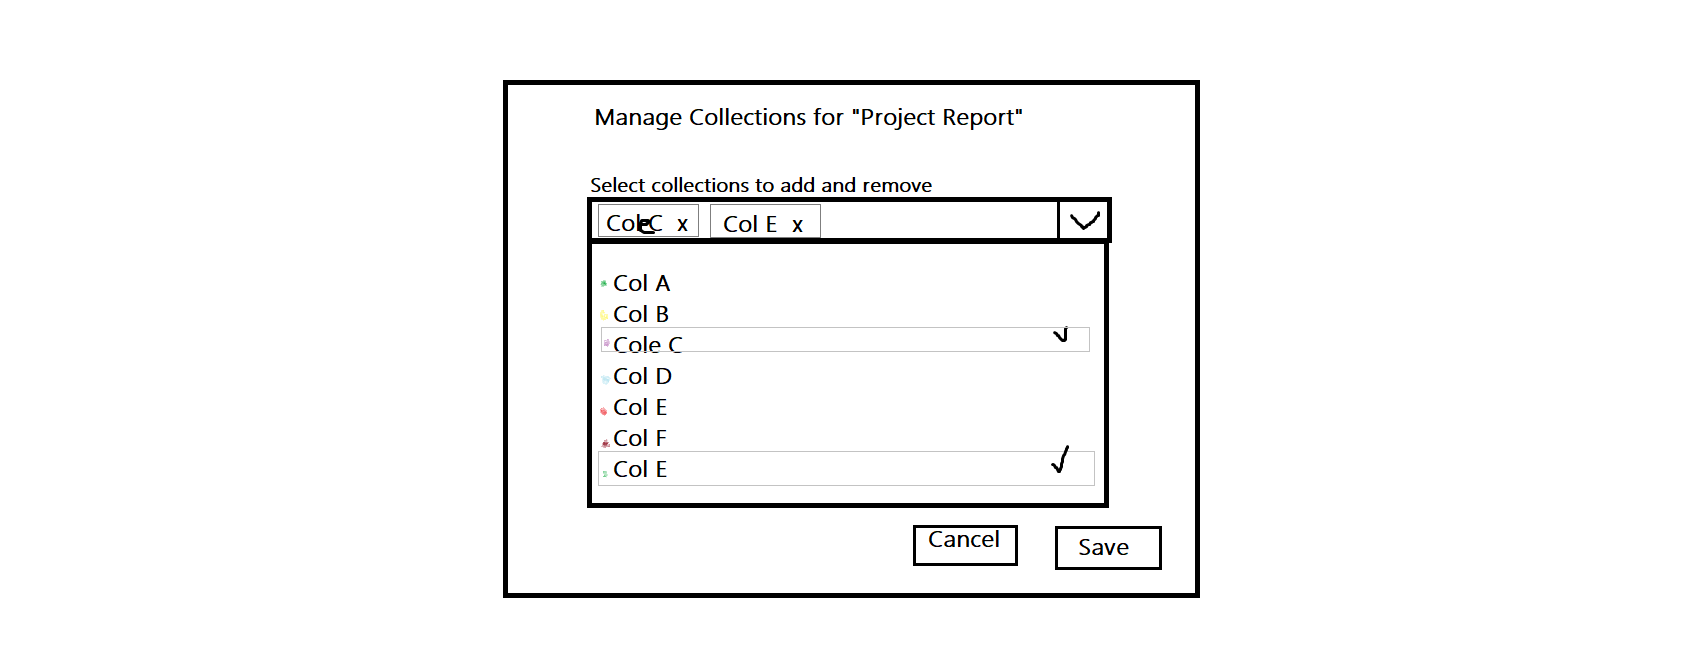 Manage Collections for "Project Report"
Select collections to add and remove
Cole C x Col E x
Col A
Col B
Cole C
Col D
Col E
Col F
Col E
Cancel Save